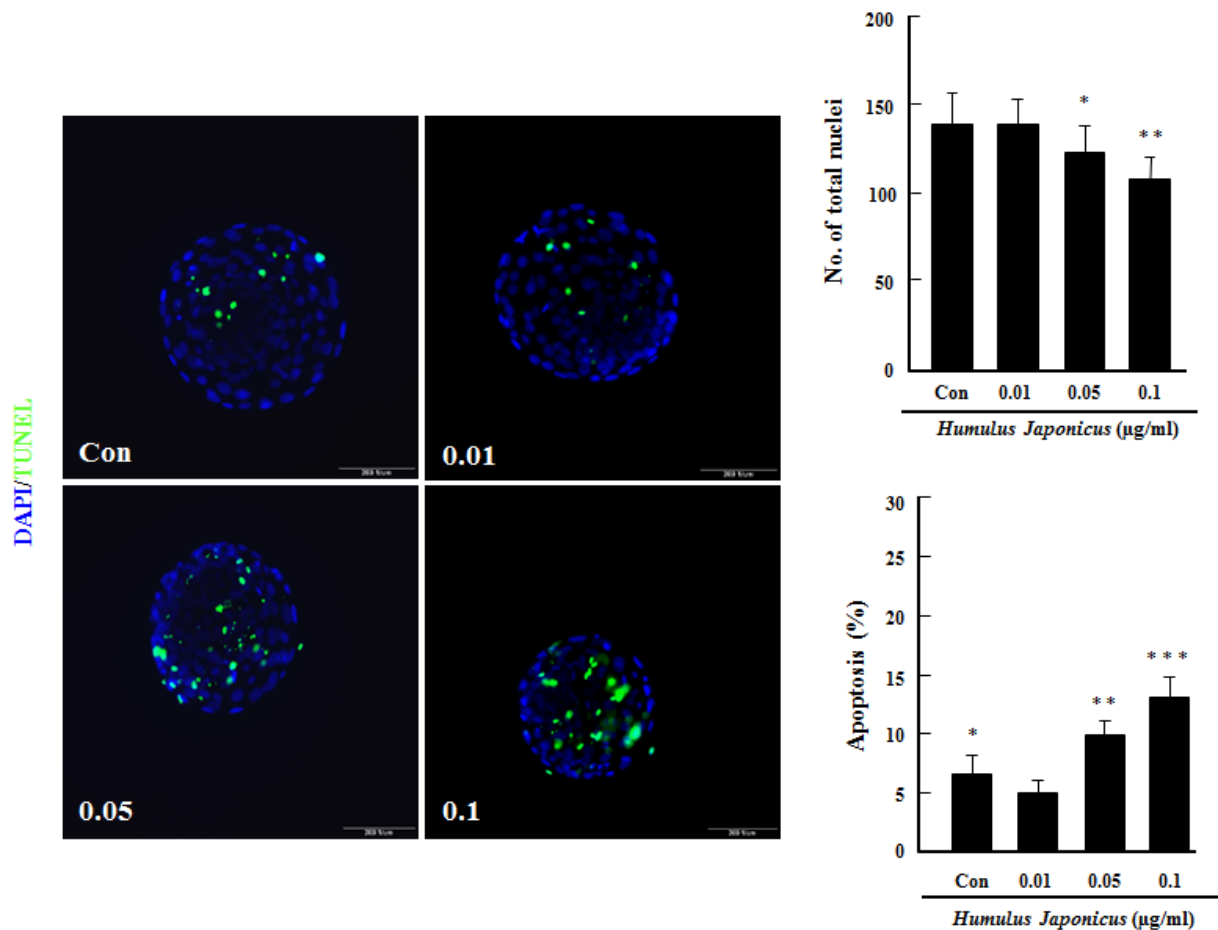 DAPI/TUNEL
Con
0.01
0.05
0.1
No. of total nuclei
200
150
100
50
0
*
**
Con 0.01 0.05 0.1
Humulus Japonicus (µg/ml)
Apoptosis (%)
30
25
20
15
10
5
0
*
**
***
Con 0.01 0.05 0.1
Humulus Japonicus (µg/ml)